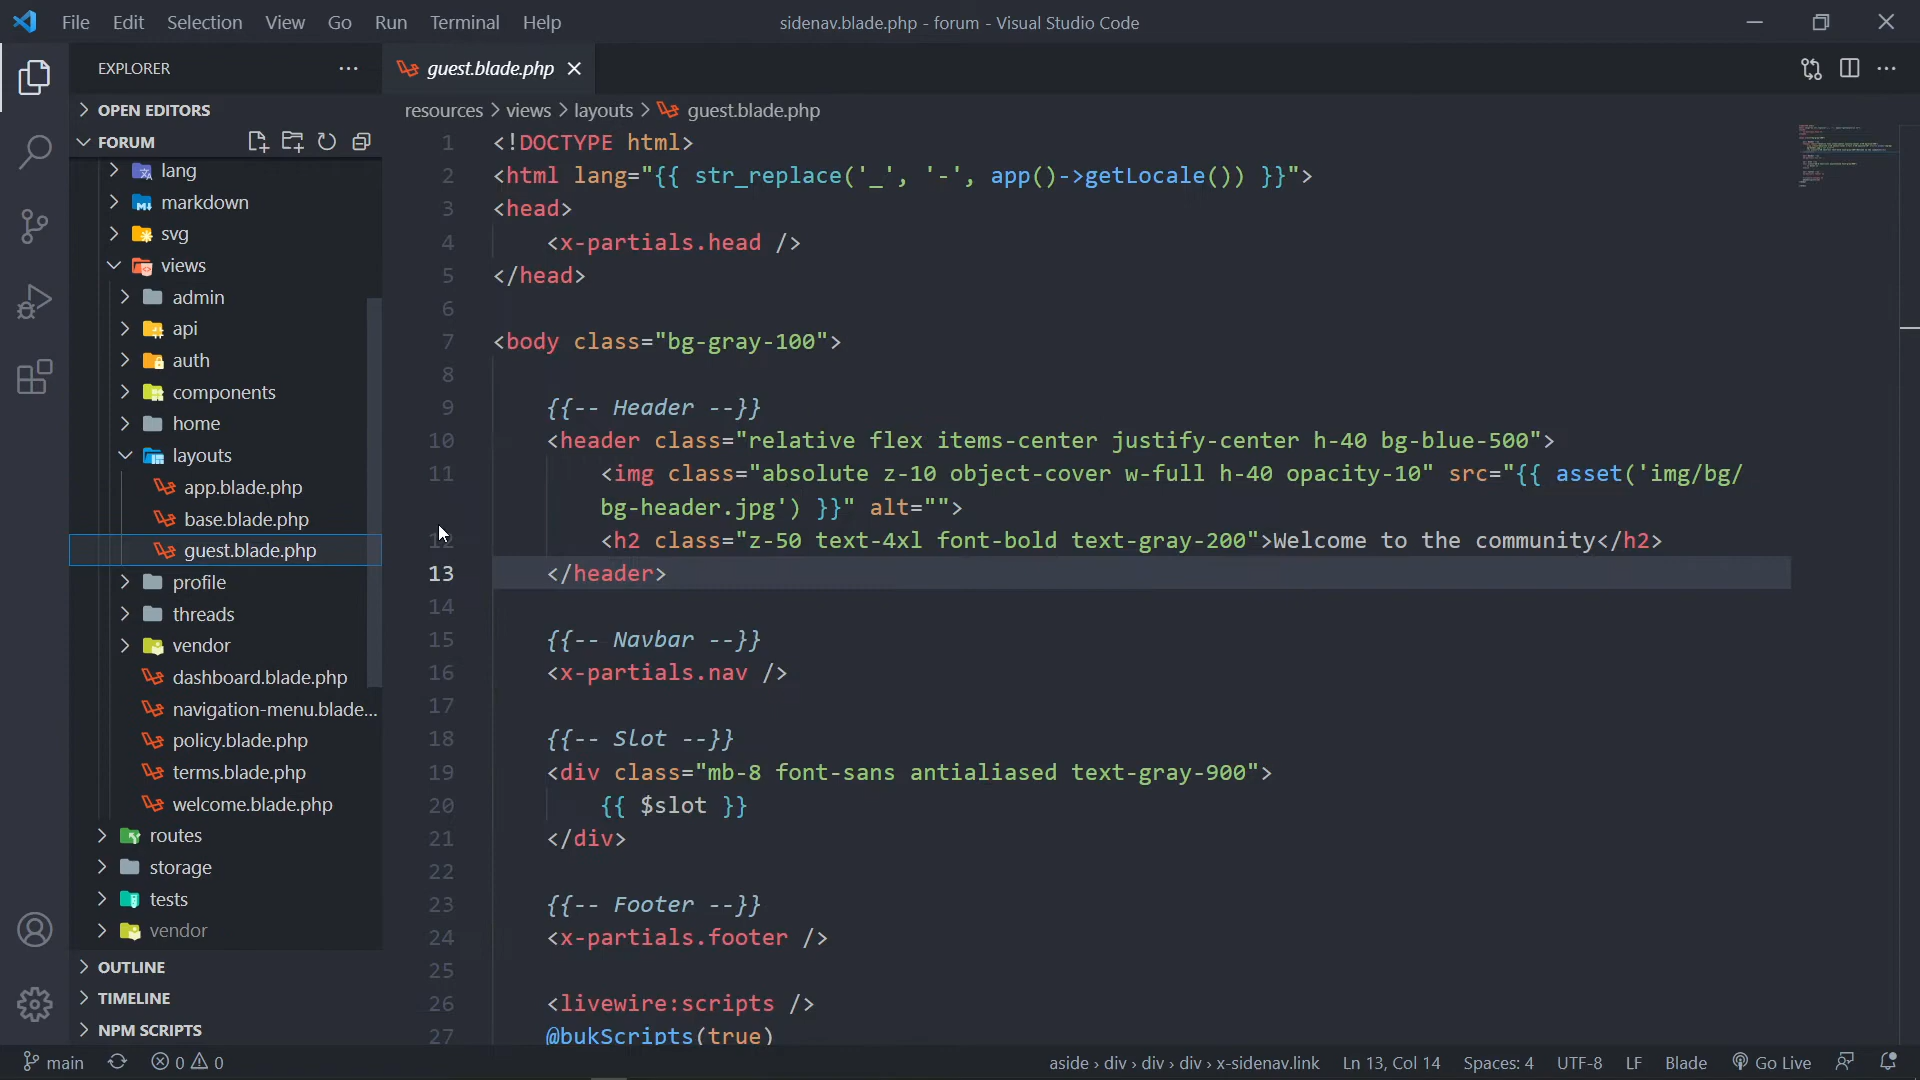 File Edit Selection View Go Run Terminal Help
sidenav.blade.php - forum - Visual Studio Code
EXPLORER
guest.blade.php
OPEN EDITORS
FORUM
lang
markdown
svg
views
admin
api
auth
components
home
layouts
app.blade.php
base.blade.php
guest.blade.php
profile
threads
vendor
dashboard.blade.php
navigation-menu.blade...
policy.blade.php
terms.blade.php
welcome.blade.php
routes
storage
tests
vendor
OUTLINE
TIMELINE
NPM SCRIPTS
resources > views > layouts > guest.blade.php
1 <!DOCTYPE html>
2 <html lang="{{ str_replace('_', '-', app()->getLocale()) }}">
3 <head>
4 <x-partials.head />
5 </head>
6
7 <body class="bg-gray-100">
8
9 {{-- Header --}}
10 <header class="relative flex items-center justify-center h-40 bg-blue-500">
11 <img class="absolute z-10 object-cover w-full h-40 opacity-10" src="{{ asset('img/bg/
bg-header.jpg') }}" alt="">
12 <h2 class="z-50 text-4xl font-bold text-gray-200">Welcome to the community</h2>
13 </header>
14
15 {{-- Navbar --}}
16 <x-partials.nav />
17
18 {{-- Slot --}}
19 <div class="mb-8 font-sans antialiased text-gray-900">
20 {{ $slot }}
21 </div>
22
23 {{-- Footer --}}
24 <x-partials.footer />
25
26 <livewire:scripts />
27 @bukScripts(true)
main 0 0 aside › div › div › div › x-sidenav.link Ln 13, Col 14 Spaces: 4 UTF-8 LF Blade Go Live